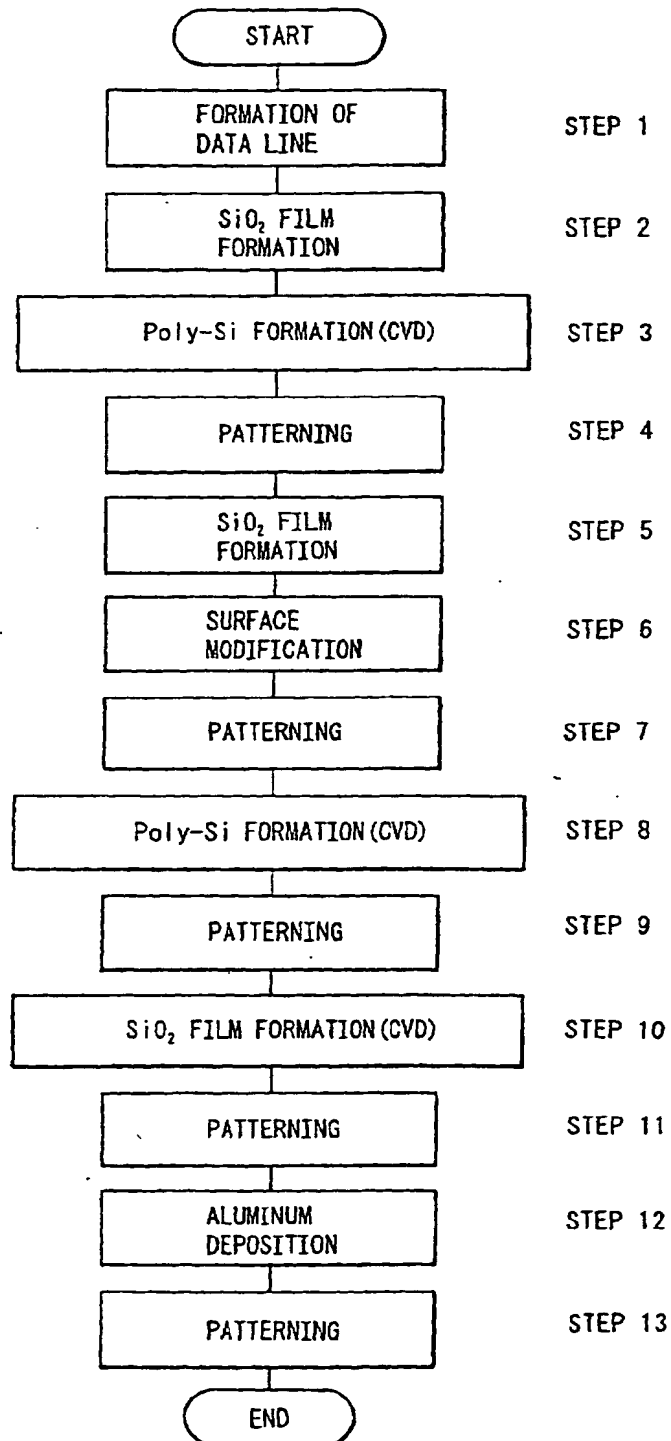 START
FORMATION OF
DATA LINE
STEP 1
SiO₂ FILM
FORMATION
STEP 2
Poly-Si FORMATION(CVD)
STEP 3
PATTERNING
STEP 4
SiO₂ FILM
FORMATION
STEP 5
SURFACE
MODIFICATION
STEP 6
PATTERNING
STEP 7
Poly-Si FORMATION(CVD)
STEP 8
PATTERNING
STEP 9
SiO₂ FILM FORMATION(CVD)
STEP 10
PATTERNING
STEP 11
ALUMINUM
DEPOSITION
STEP 12
PATTERNING
STEP 13
END